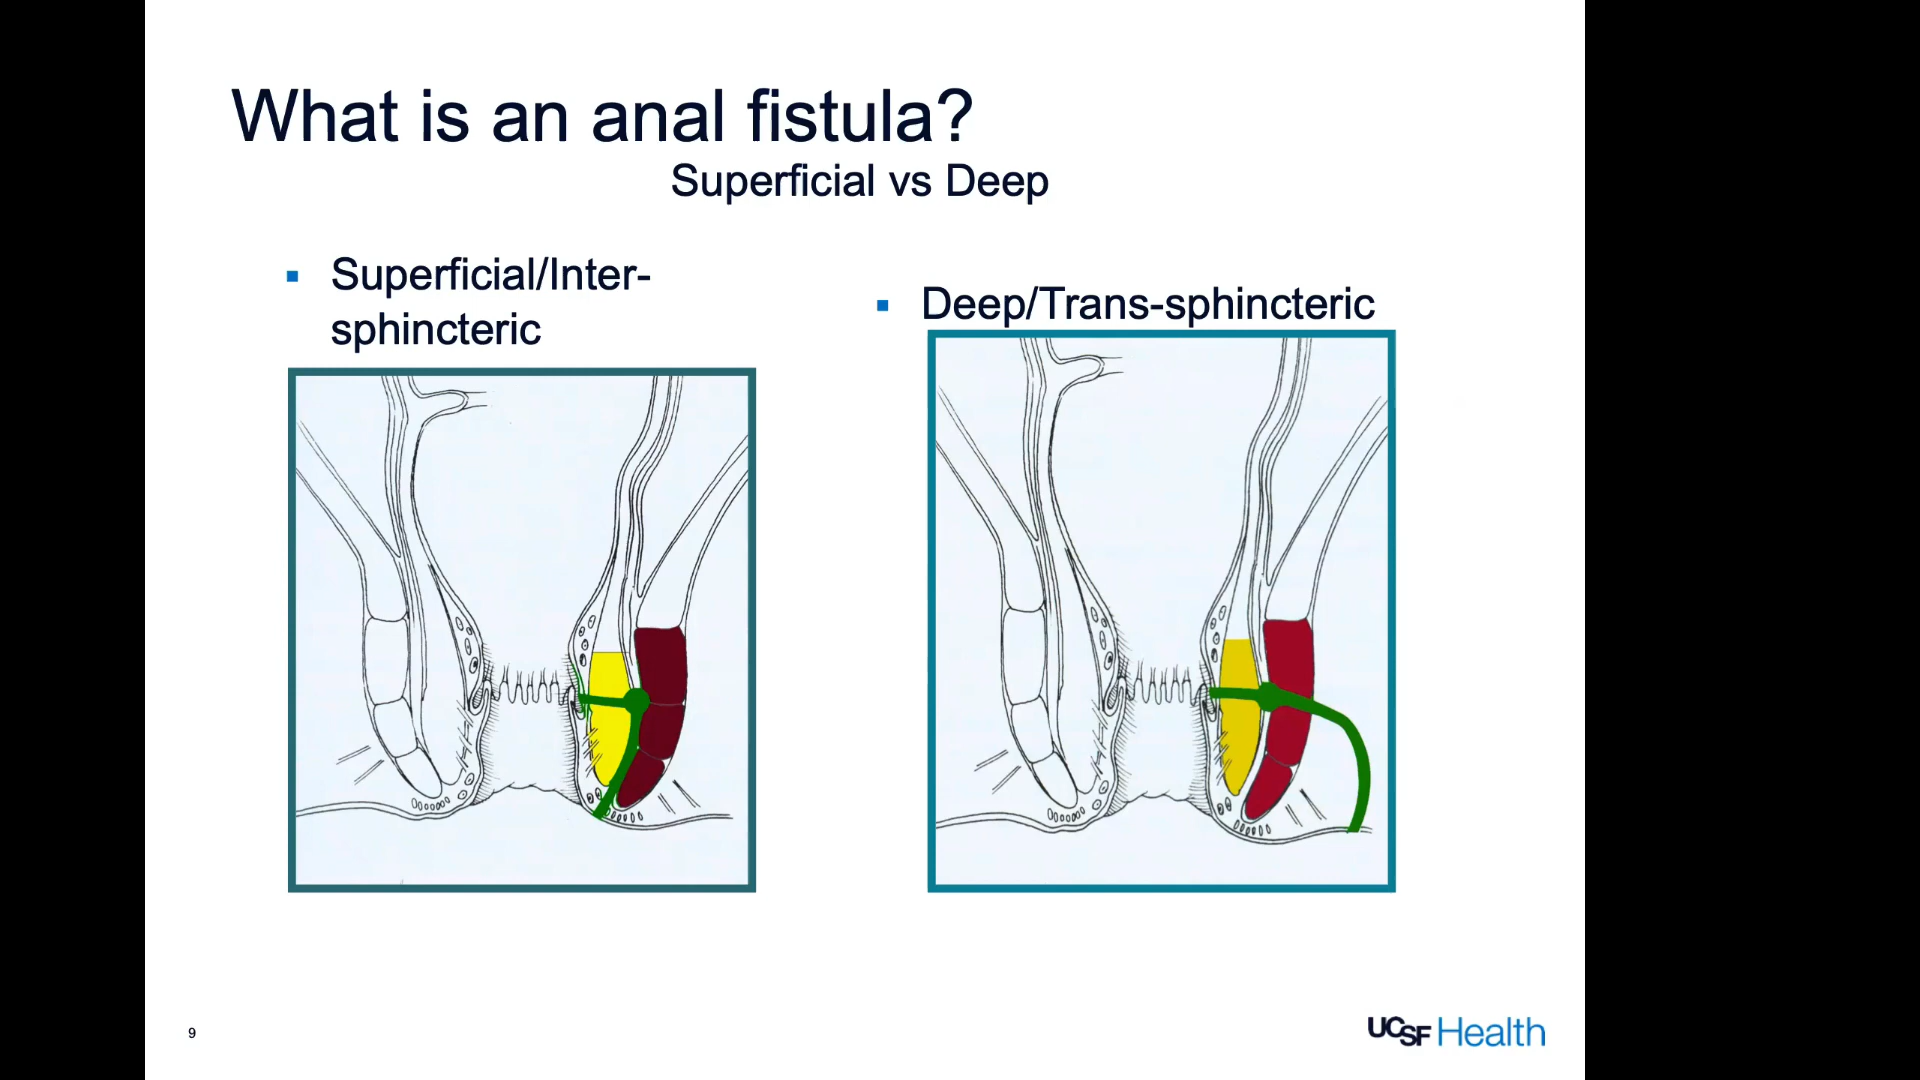 What is an anal fistula?
Superficial vs Deep
▪ Superficial/Inter-
sphincteric
▪ Deep/Trans-sphincteric
9
UCSF Health